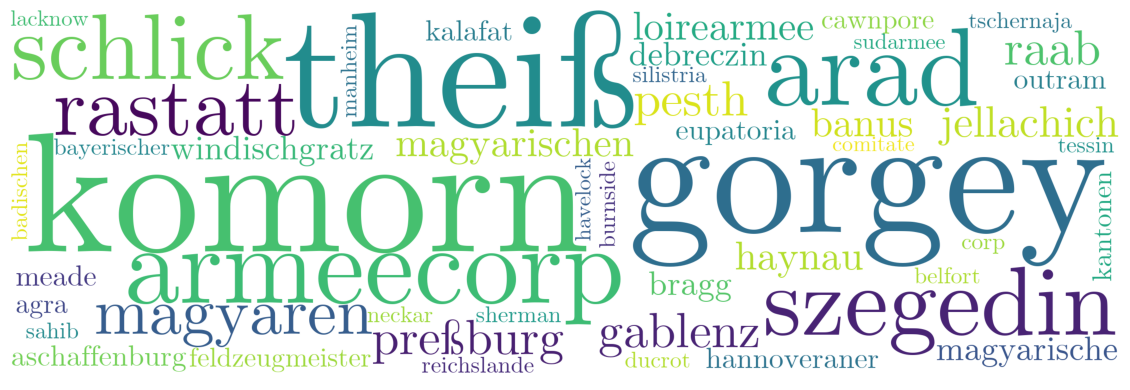 lacknow
schlick
theiß
manheim
kalafat
loirearmee
cawnpore
tschernaja
debreczin
sudarmee
raab
silistria
arad
outram
rastatt
pesth
eupatoria
banus
jellachich
bayerischer
windischgratz
magyarischen
comitate
tessin
badischen
komorn
havelock
burnside
gorgey
kantonen
corp
haynau
armeecorp
meade
bragg
belfort
szegedin
agra
magyaren
neckar
sherman
sahib
preßburg
gablenz
magyarische
aschaffenburg
feldzeugmeister
reichslande
ducrot
hannoveraner